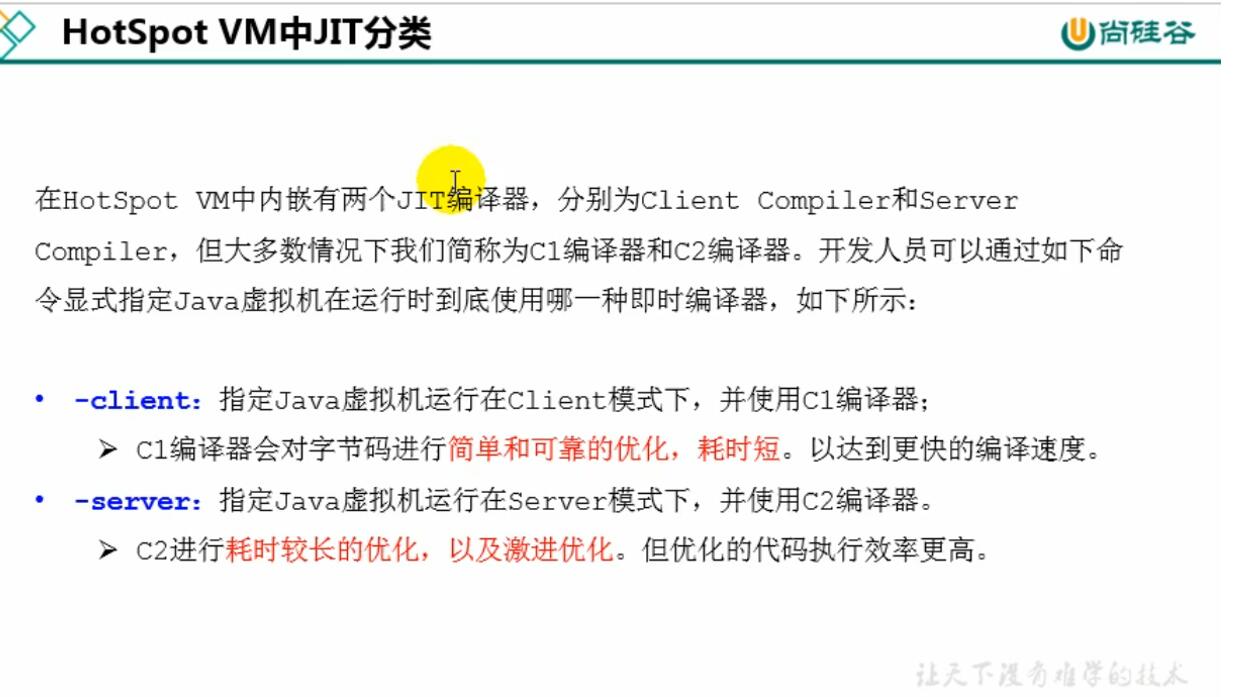 HotSpot VM中JIT分类
尚硅谷
在HotSpot VM中内嵌有两个JIT编译器，分别为Client Compiler和Server
Compiler，但大多数情况下我们简称为C1编译器和C2编译器。开发人员可以通过如下命
令显式指定Java虚拟机在运行时到底使用哪一种即时编译器，如下所示：
• -client：指定Java虚拟机运行在Client模式下，并使用C1编译器；
➢ C1编译器会对字节码进行简单和可靠的优化，耗时短。以达到更快的编译速度。
• -server：指定Java虚拟机运行在Server模式下，并使用C2编译器。
➢ C2进行耗时较长的优化，以及激进优化。但优化的代码执行效率更高。
让天下没有难学的技术